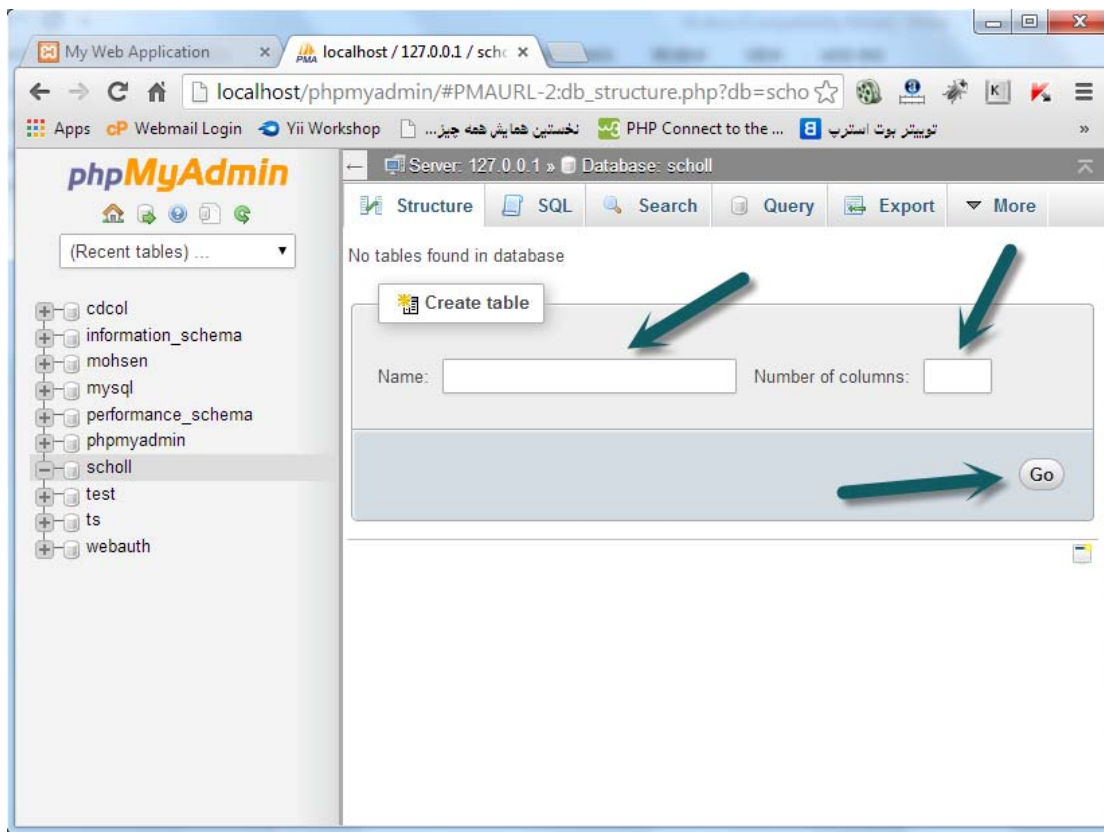 My Web Application
PMA localhost / 127.0.0.1 / scho
localhost/phpmyadmin/#PMAURL-2:db_structure.php?db=scho
Apps cP Webmail Login Yii Workshop نخستین همایش همه چیز... PHP Connect to the ... B توییتر بوت استرپ »
phpMyAdmin
(Recent tables) ...
cdcol
information_schema
mohsen
mysql
performance_schema
phpmyadmin
scholl
test
ts
webauth
Server: 127.0.0.1 » Database: scholl
Structure SQL Search Query Export More
No tables found in database
Create table
Name: Number of columns:
Go